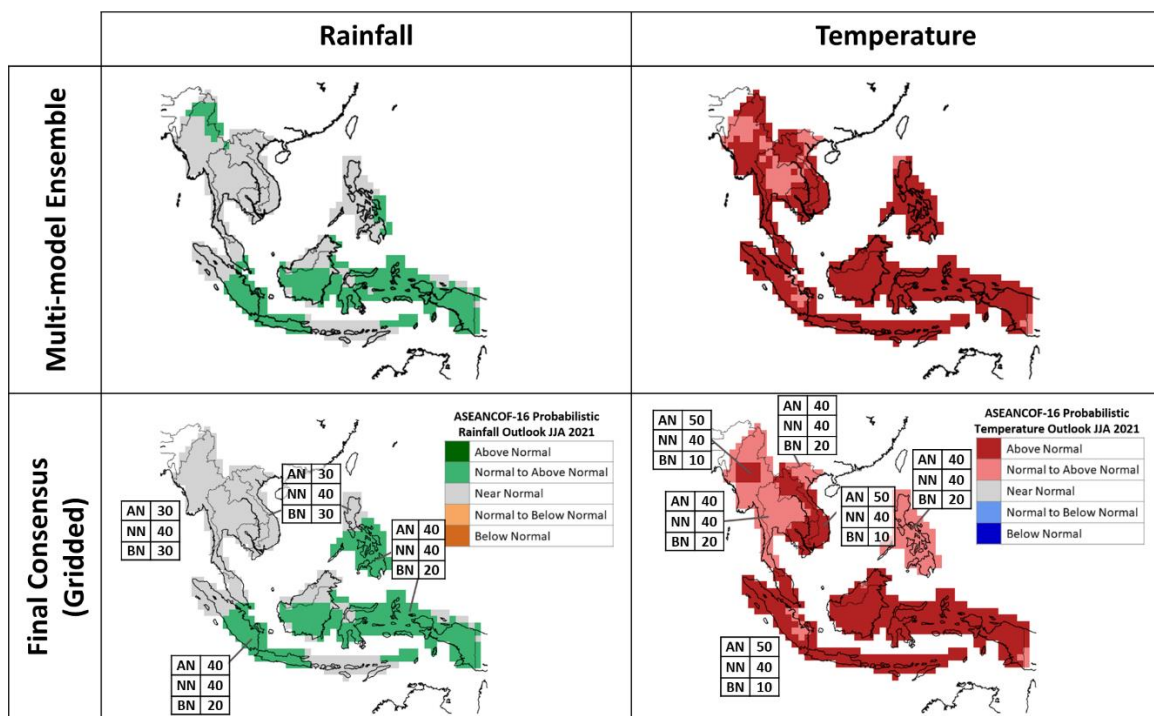 Rainfall
Temperature
Multi-model Ensemble
Final Consensus
(Gridded)
ASEANCOF-16 Probabilistic
Rainfall Outlook JJA 2021
Above Normal
Normal to Above Normal
Near Normal
Normal to Below Normal
Below Normal
AN 30
NN 40
BN 30
AN 30
NN 40
BN 30
AN 40
NN 40
BN 20
AN 40
NN 40
BN 20
AN 50
NN 40
BN 10
AN 40
NN 40
BN 20
ASEANCOF-16 Probabilistic
Temperature Outlook JJA 2021
Above Normal
Normal to Above Normal
Near Normal
Normal to Below Normal
Below Normal
AN 40
NN 40
BN 20
AN 40
NN 40
BN 20
AN 50
NN 40
BN 10
AN 50
NN 40
BN 10